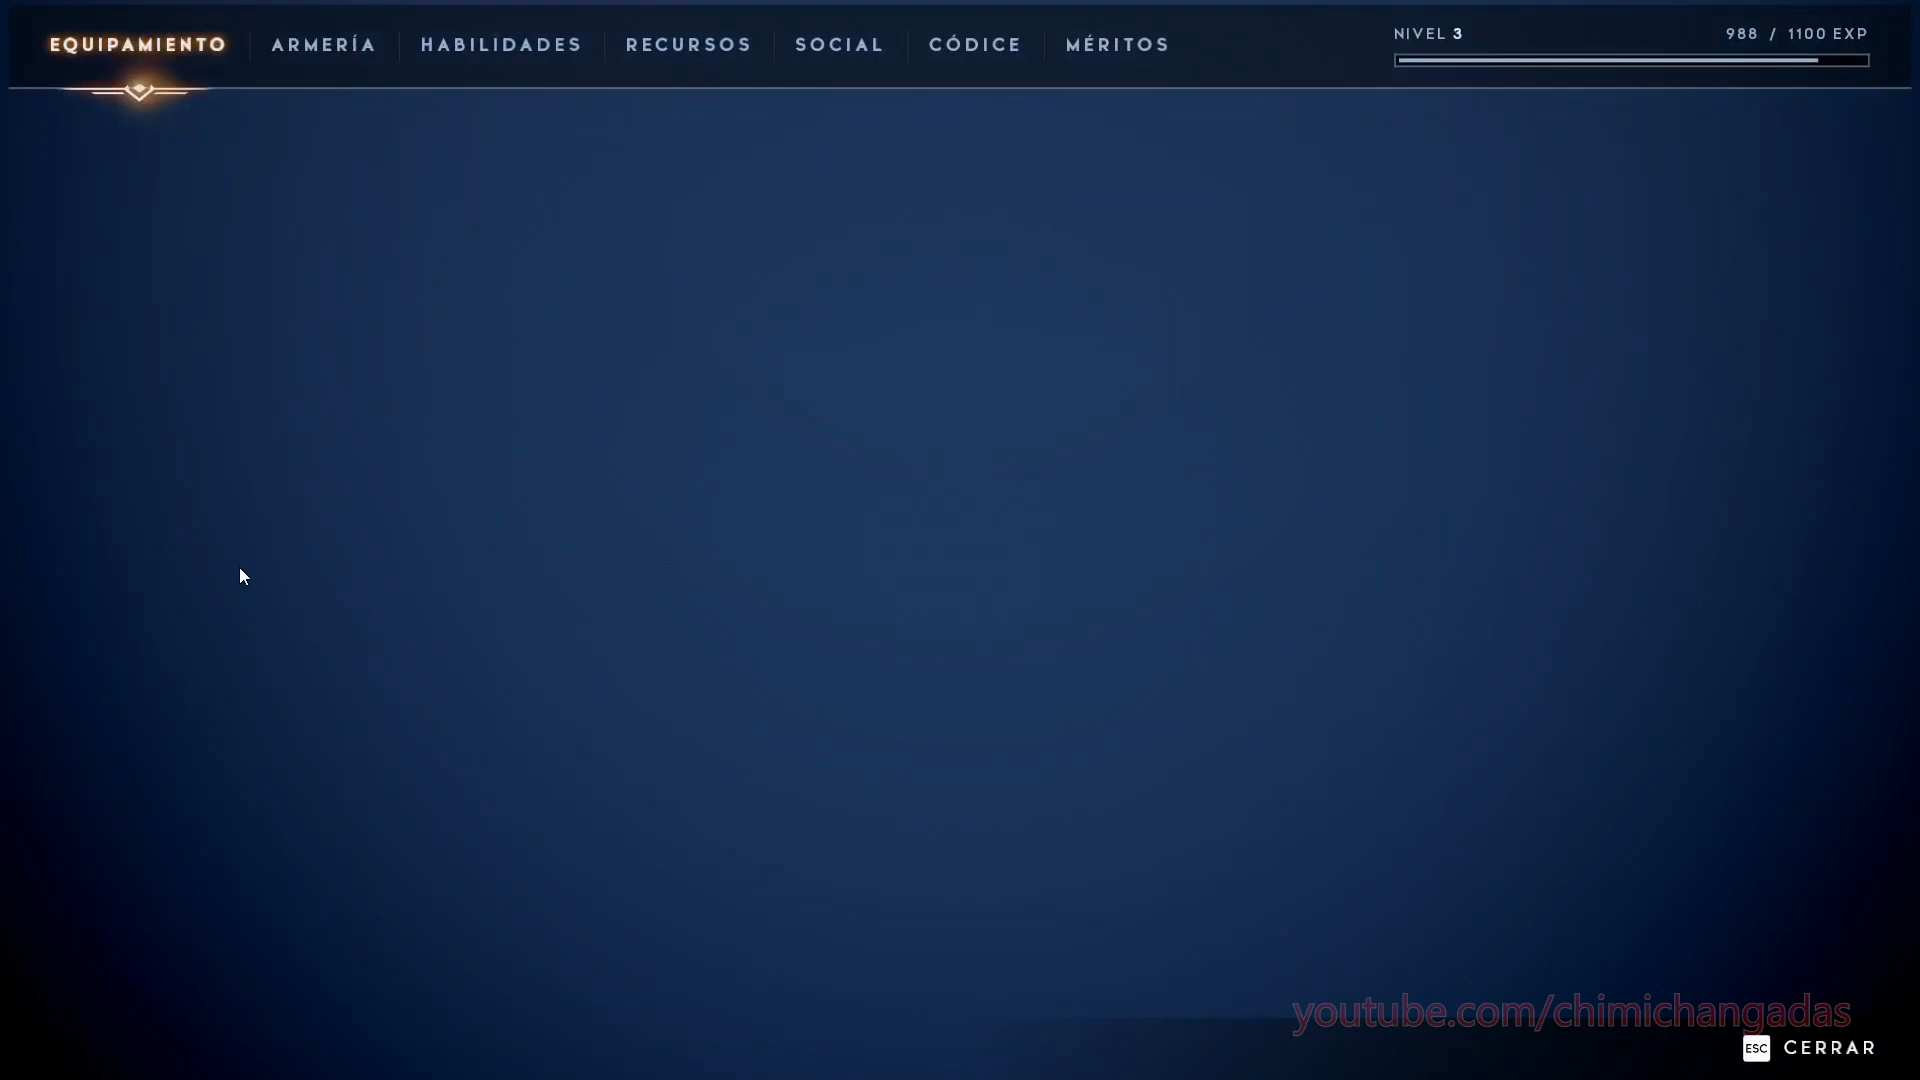 EQUIPAMIENTO ARMERÍA HABILIDADES RECURSOS SOCIAL CÓDICE MÉRITOS
NIVEL 3 988 / 1100 EXP
youtube.com/chimichangadas
ESC CERRAR